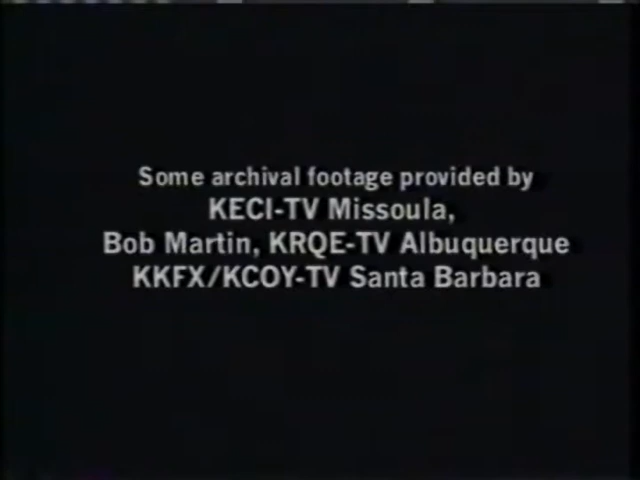 Some archival footage provided by
KECI-TV Missoula,
Bob Martin, KRQE-TV Albuquerque
KKFX/KCOY-TV Santa Barbara